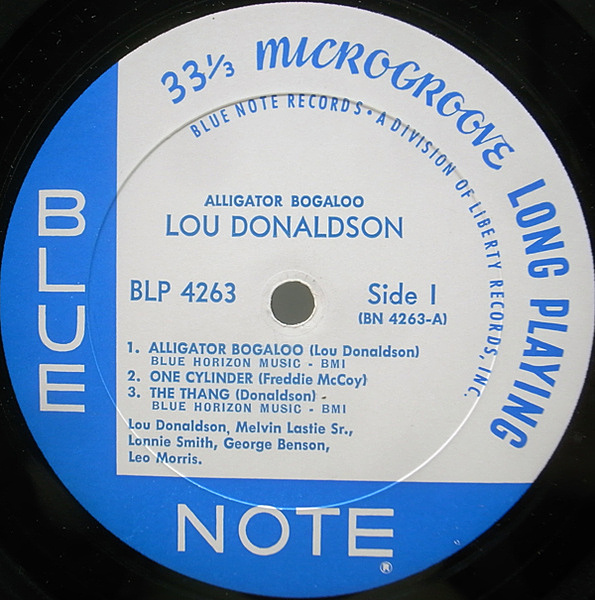 33 1/3 MICROGROOVE LONG PLAYING
BLUE NOTE RECORDS • A DIVISION OF LIBERTY RECORDS, INC.
ALLIGATOR BOGALOO
LOU DONALDSON
BLP 4263
Side 1
(BN 4263-A)
1. ALLIGATOR BOGALOO (Lou Donaldson)
BLUE HORIZON MUSIC - BMI
2. ONE CYLINDER (Freddie McCoy)
3. THE THANG (Donaldson) -
BLUE HORIZON MUSIC - BMI
Lou Donaldson, Melvin Lastie Sr.,
Lonnie Smith, George Benson,
Leo Morris.
BLUE
NOTE
®